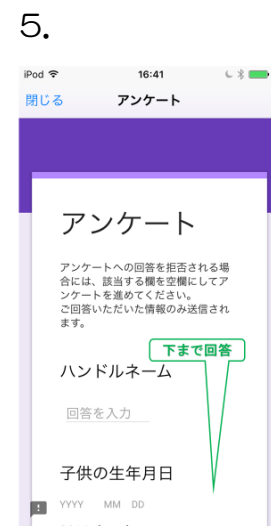 5.
iPod 16:41
閉じる アンケート
アンケート
アンケートへの回答を拒否される場
合には、該当する欄を空欄にしてア
ンケートを進めてください。
ご回答いただいた情報のみ送信され
ます。
下まで回答
ハンドルネーム
回答を入力
子供の生年月日
YYYY MM DD